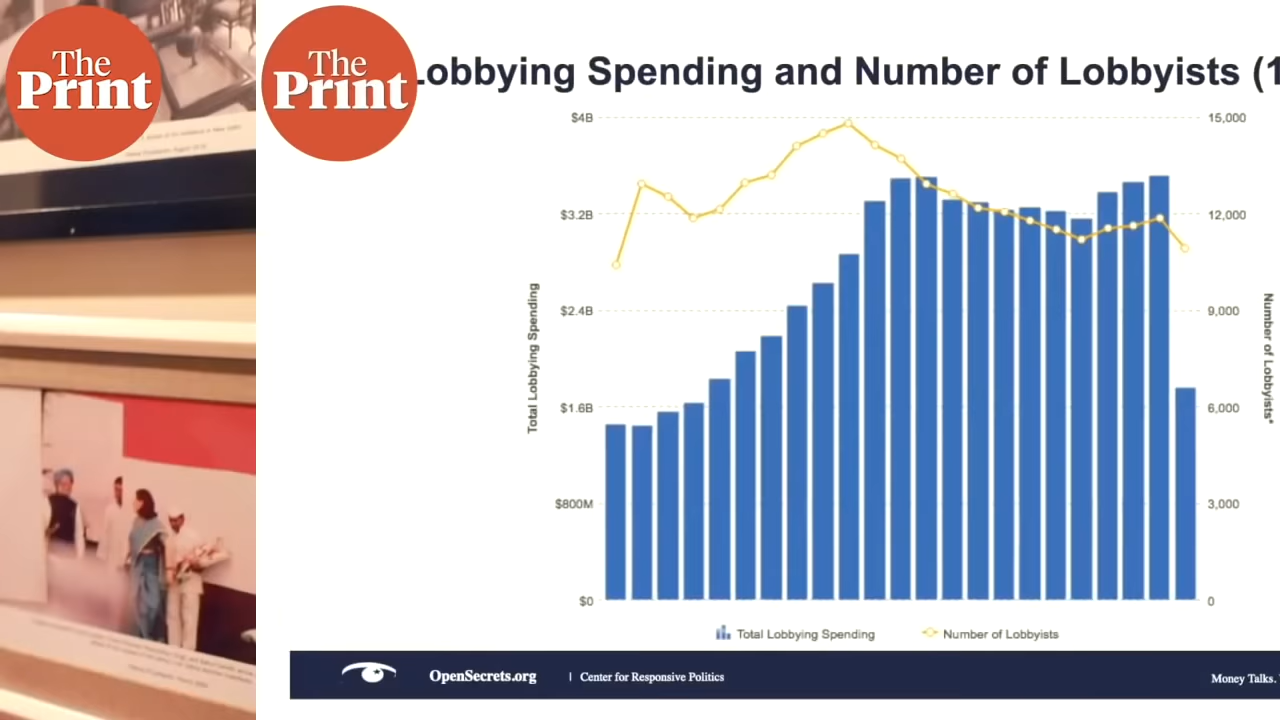 The
Print
The
Print
Lobbying Spending and Number of Lobbyists (1
$4B
15,000
$3.2B
12,000
$2.4B
9,000
$1.6B
6,000
$800M
3,000
$0
0
Total Lobbying Spending
Number of Lobbyists*
Total Lobbying Spending
Number of Lobbyists
OpenSecrets.org | Center for Responsive Politics
Money Talks.